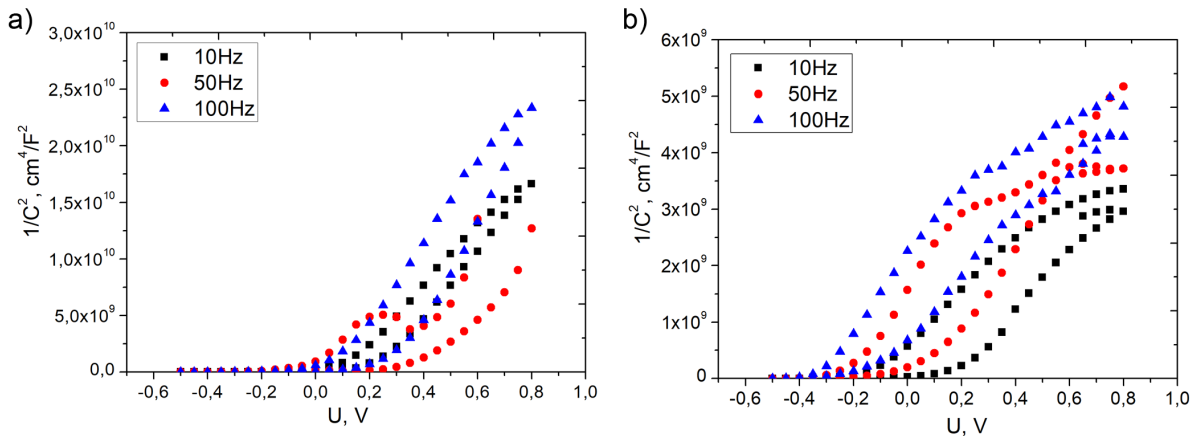 a)
3,0x10¹⁰
2,5x10¹⁰
2,0x10¹⁰
1,5x10¹⁰
1,0x10¹⁰
5,0x10⁹
0,0
1/C², cm⁴/F²
10Hz
50Hz
100Hz
-0,6 -0,4 -0,2 0,0 0,2 0,4 0,6 0,8 1,0
U, V
b)
6x10⁹
5x10⁹
4x10⁹
3x10⁹
2x10⁹
1x10⁹
0
1/C², cm⁴/F²
10Hz
50Hz
100Hz
-0,6 -0,4 -0,2 0,0 0,2 0,4 0,6 0,8 1,0
U, V